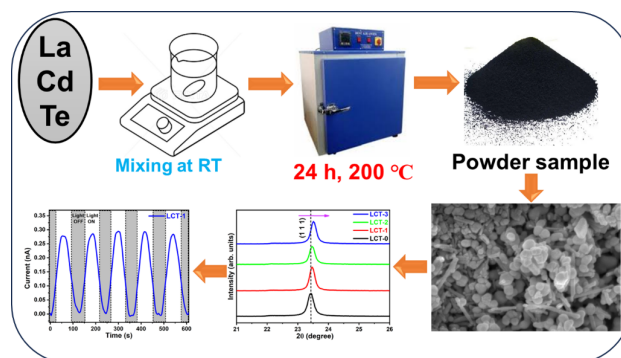 La
Cd
Te
Mixing at RT
24 h, 200 °C
Powder sample
LCT-1
Light OFF
Light ON
Current (nA)
0.35
0.30
0.25
0.20
0.15
0.10
0.05
0.00
0 100 200 300 400 500 600
Time (s)
(1 1 1)
LCT-3
LCT-2
LCT-1
LCT-0
Intensity (arb. units)
21 22 23 24 25 26
2θ (degree)